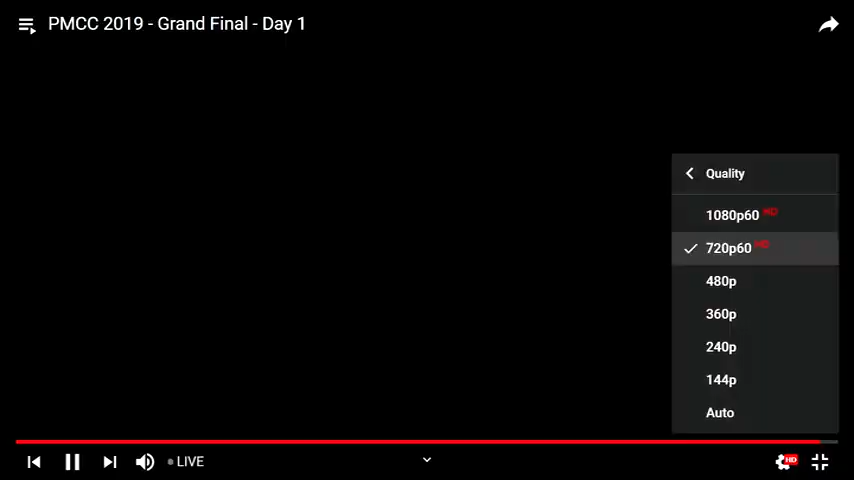 PMCC 2019 - Grand Final - Day 1
Quality
1080p60 HD
720p60 HD
480p
360p
240p
144p
Auto
LIVE
HD